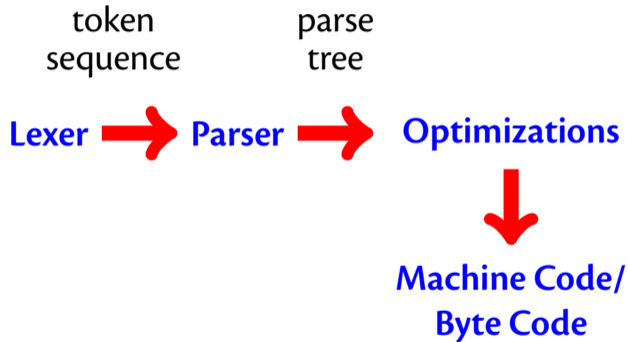 token
sequence
parse
tree
Lexer
Parser
Optimizations
Machine Code/
Byte Code